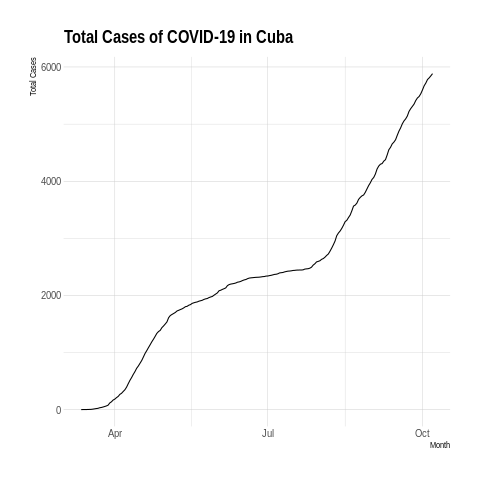 Total Cases of COVID-19 in Cuba
Total Cases
6000
4000
2000
0
Apr
Jul
Oct
Month